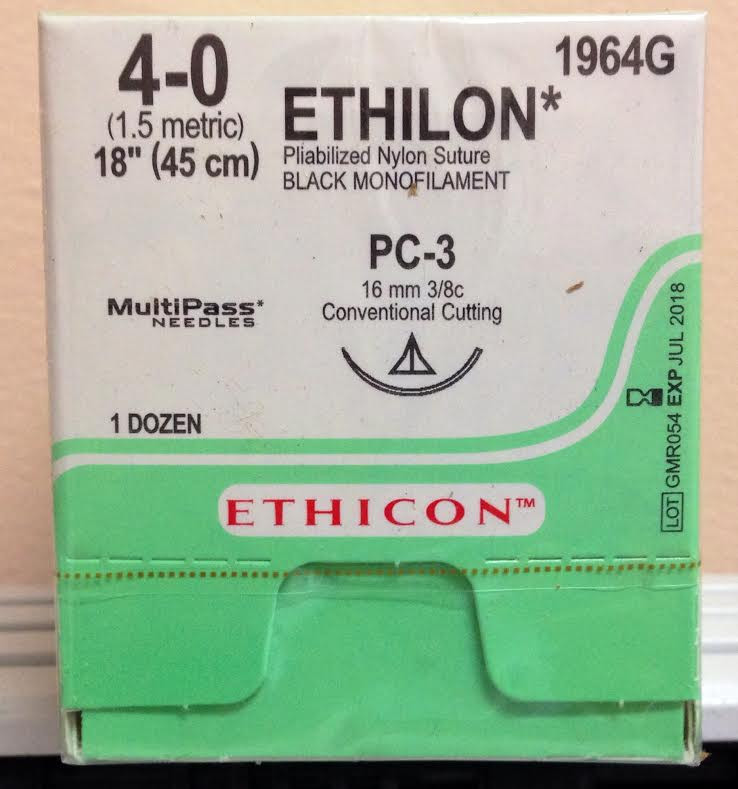 4-0
(1.5 metric)
18" (45 cm)
ETHILON*
Pliabilized Nylon Suture
BLACK MONOFILAMENT
1964G
PC-3
16 mm 3/8c
Conventional Cutting
MultiPass*
NEEDLES
1 DOZEN
LOT GMR054 EXP JUL 2018
ETHICON™